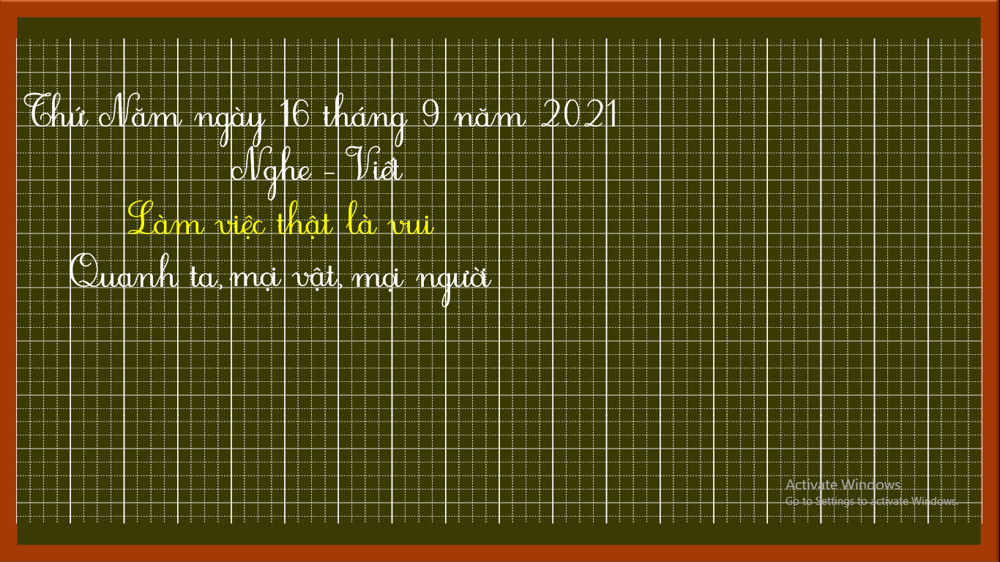 Thứ Năm ngày 16 tháng 9 năm 2021
Nghe - Viết
Làm việc thật là vui
Quanh ta, mọi vật, mọi người
Activate Windows
Go to Settings to activate Windows.